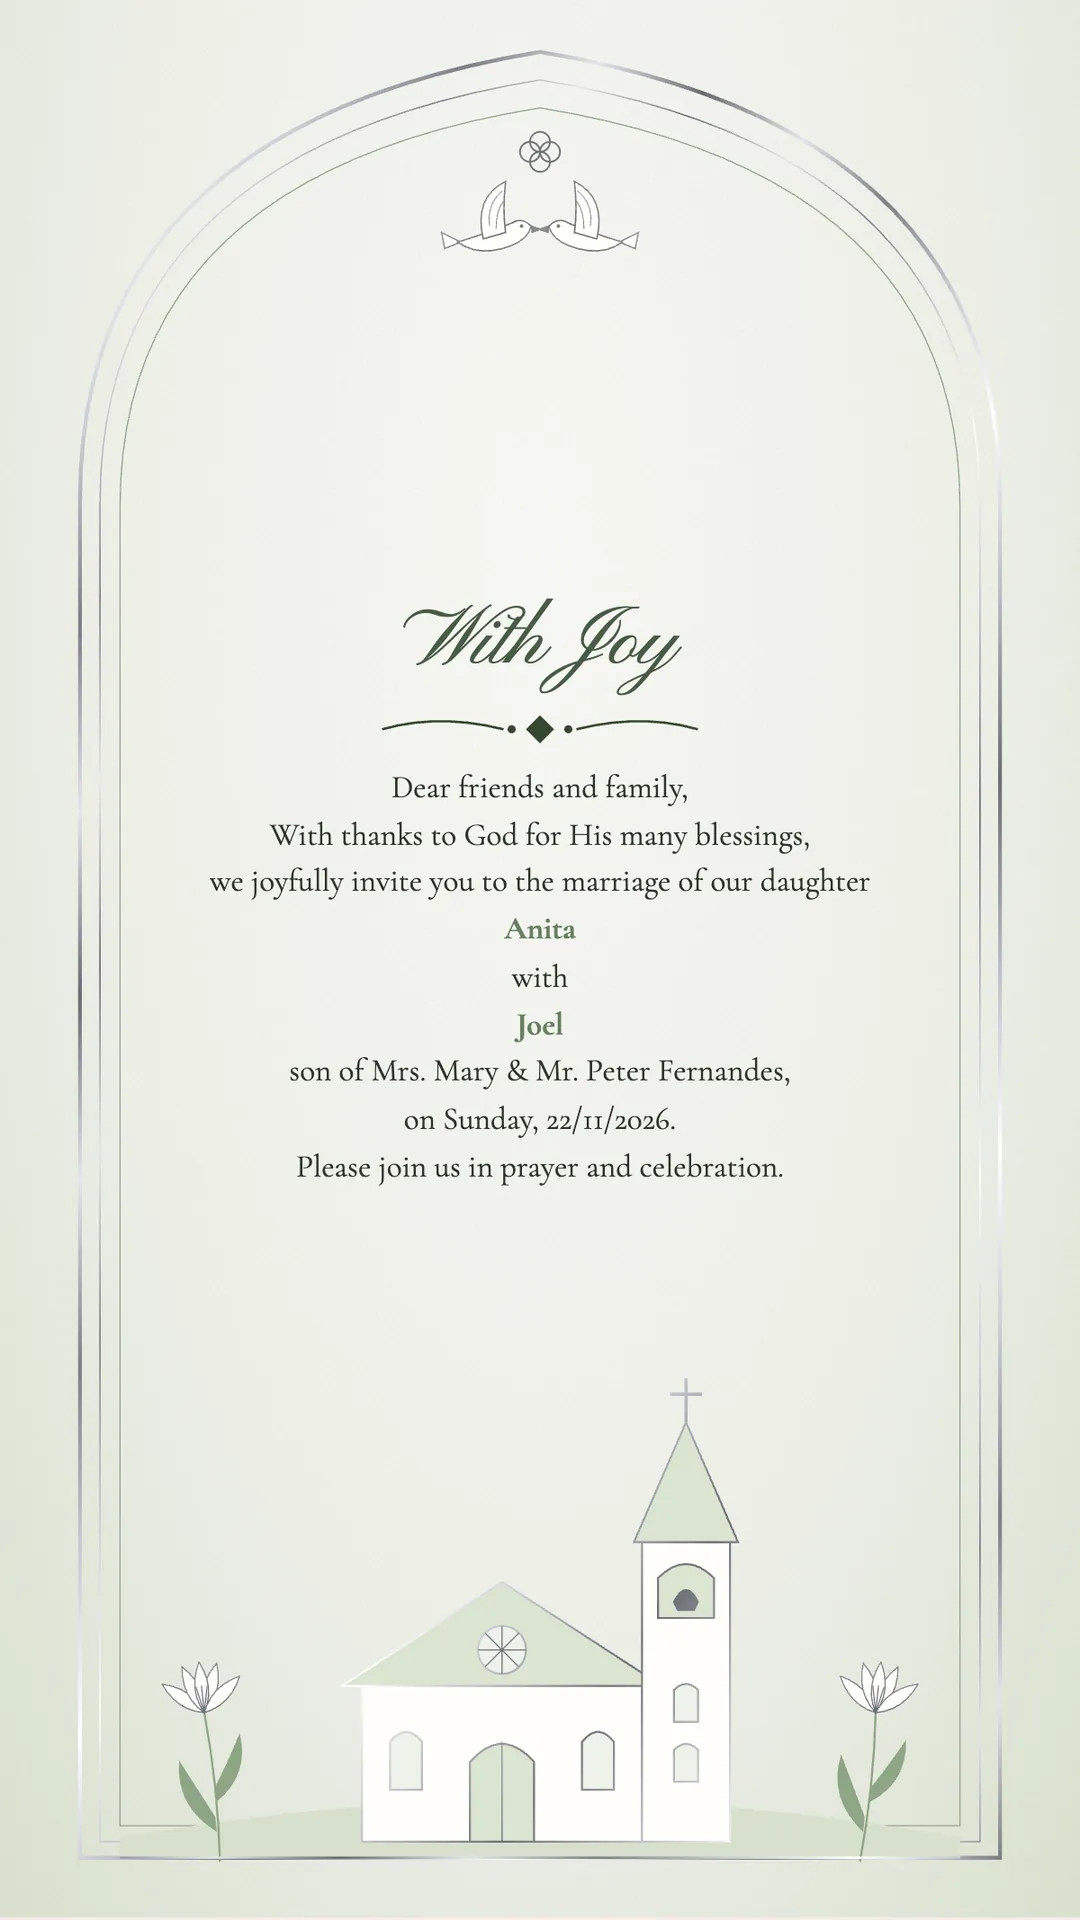 With Joy
Dear friends and family,
With thanks to God for His many blessings,
we joyfully invite you to the marriage of our daughter
Anita
with
Joel
son of Mrs. Mary & Mr. Peter Fernandes,
on Sunday, 22/11/2026.
Please join us in prayer and celebration.